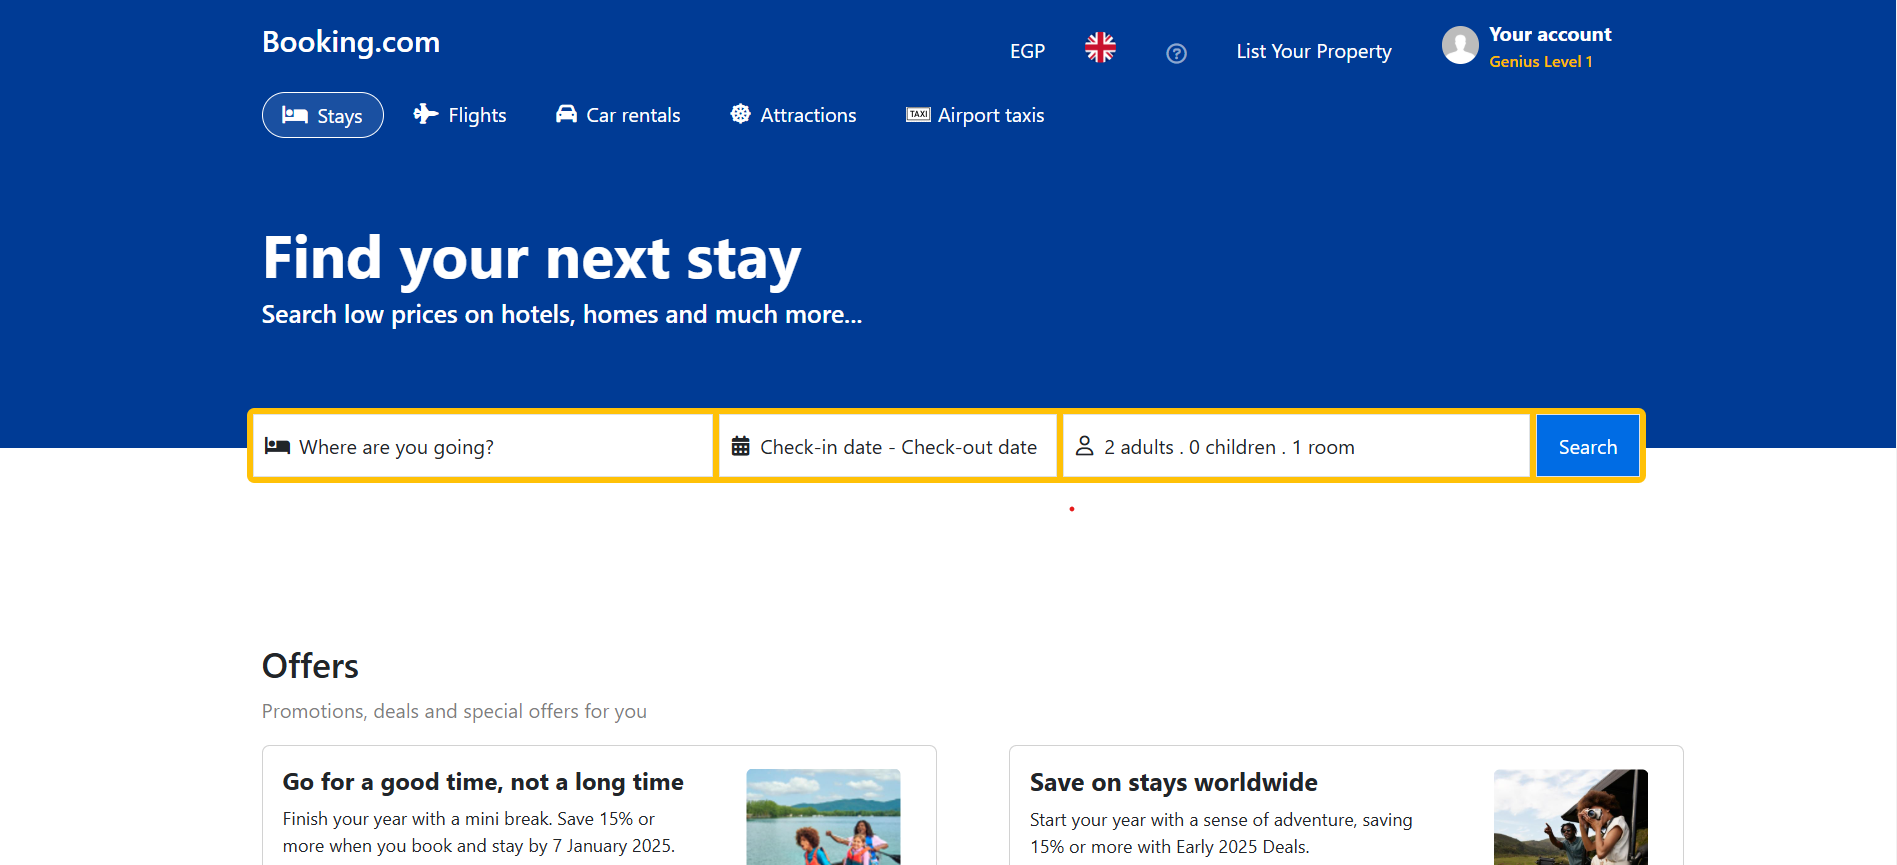 Booking.com
EGP
List Your Property
Your account
Genius Level 1
Stays
Flights
Car rentals
Attractions
TAXI Airport taxis
Find your next stay
Search low prices on hotels, homes and much more...
Where are you going?
Check-in date - Check-out date
2 adults . 0 children . 1 room
Search
Offers
Promotions, deals and special offers for you
Go for a good time, not a long time
Finish your year with a mini break. Save 15% or
more when you book and stay by 7 January 2025.
Save on stays worldwide
Start your year with a sense of adventure, saving
15% or more with Early 2025 Deals.